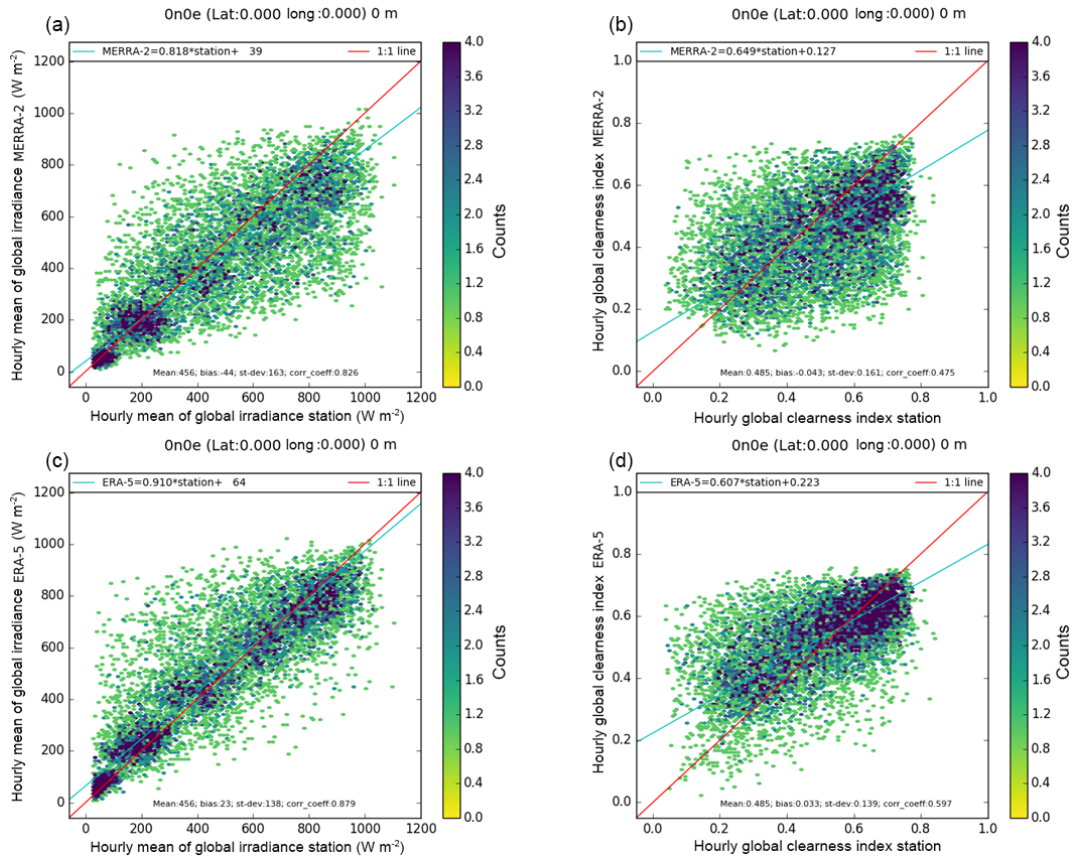 (a)
0n0e (Lat:0.000 long:0.000) 0 m
MERRA-2=0.818*station+ 39
1:1 line
Hourly mean of global irradiance MERRA-2 (W m-2)
1200
1000
800
600
400
200
0
0 200 400 600 800 1000 1200
Mean:456; bias:-44; st-dev:163; corr_coeff:0.826
Hourly mean of global irradiance station (W m-2)
4.0
3.6
3.2
2.8
2.4
2.0
1.6
1.2
0.8
0.4
0.0
Counts
(b)
0n0e (Lat:0.000 long:0.000) 0 m
MERRA-2=0.649*station+0.127
1:1 line
Hourly global clearness index MERRA-2
1.0
0.8
0.6
0.4
0.2
0.0
0.0 0.2 0.4 0.6 0.8 1.0
Mean:0.485; bias:-0.043; st-dev:0.161; corr_coeff:0.475
Hourly global clearness index station
4.0
3.6
3.2
2.8
2.4
2.0
1.6
1.2
0.8
0.4
0.0
Counts
(c)
0n0e (Lat:0.000 long:0.000) 0 m
ERA-5=0.910*station+ 64
1:1 line
Hourly mean of global irradiance ERA-5 (W m-2)
1200
1000
800
600
400
200
0
0 200 400 600 800 1000 1200
Mean:456; bias:23; st-dev:138; corr_coeff:0.879
Hourly mean of global irradiance station (W m-2)
4.0
3.6
3.2
2.8
2.4
2.0
1.6
1.2
0.8
0.4
0.0
Counts
(d)
0n0e (Lat:0.000 long:0.000) 0 m
ERA-5=0.607*station+0.223
1:1 line
Hourly global clearness index ERA-5
1.0
0.8
0.6
0.4
0.2
0.0
0.0 0.2 0.4 0.6 0.8 1.0
Mean:0.485; bias:0.033; st-dev:0.139; corr_coeff:0.597
Hourly global clearness index station
4.0
3.6
3.2
2.8
2.4
2.0
1.6
1.2
0.8
0.4
0.0
Counts